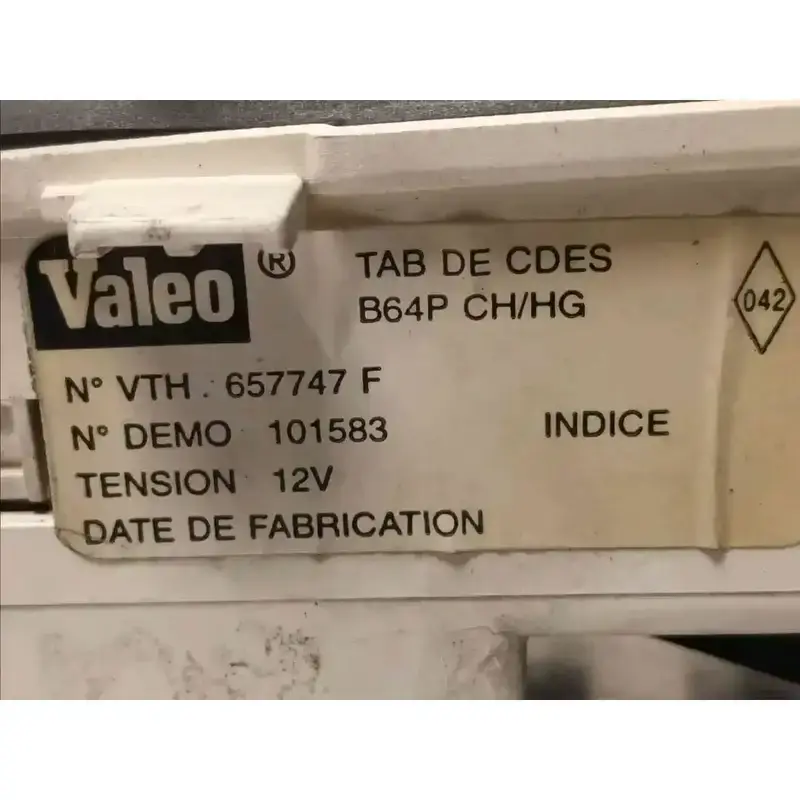 Valeo ® TAB DE CDES
B64P CH/HG
042
N° VTH . 657747 F
N° DEMO 101583 INDICE
TENSION 12V
DATE DE FABRICATION